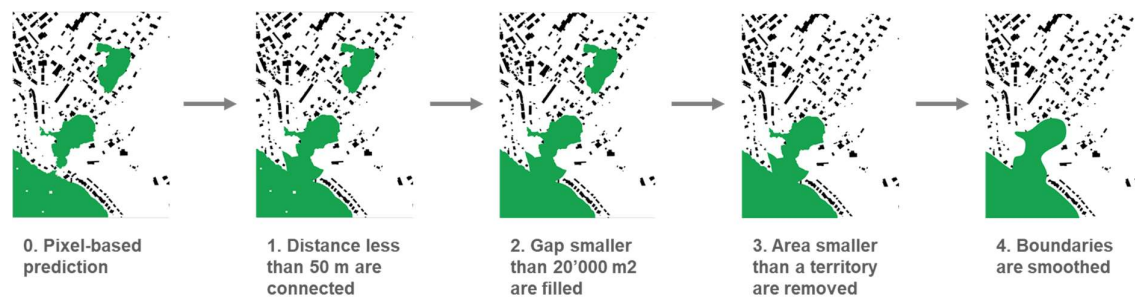 0. Pixel-based
prediction
1. Distance less
than 50 m are
connected
2. Gap smaller
than 20’000 m2
are filled
3. Area smaller
than a territory
are removed
4. Boundaries
are smoothed